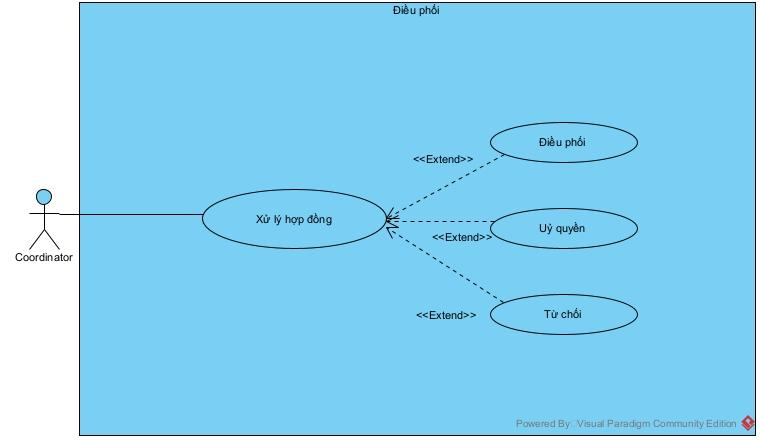 Điều phối
<<Extend>>
Điều phối
Coordinator
Xử lý hợp đồng
<<Extend>>
Uỷ quyền
<<Extend>>
Từ chối
Powered By: Visual Paradigm Community Edition